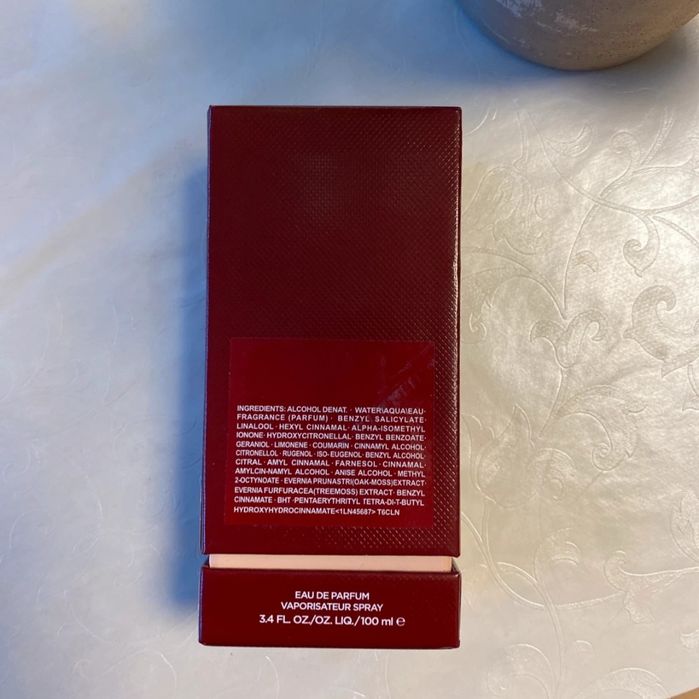 INGREDIENTS: ALCOHOL DENAT. · WATER\AQUA\EAU·
FRAGRANCE (PARFUM) · BENZYL SALICYLATE·
LINALOOL · HEXYL CINNAMAL · ALPHA-ISOMETHYL
IONONE · HYDROXYCITRONELLAL · BENZYL BENZOATE·
GERANIOL · LIMONENE · COUMARIN · CINNAMYL ALCOHOL·
CITRONELLOL · RUGENOL · ISO-EUGENOL · BENZYL ALCOHOL
CITRAL · AMYL CINNAMAL · FARNESOL · CINNAMAL·
AMYLCIN-NAMYL ALCOHOL · ANISE ALCOHOL · METHYL
2-OCTYNOATE · EVERNIA PRUNASTRI(OAK-MOSS)EXTRACT·
EVERNIA FURFURACEA(TREEMOSS) EXTRACT · BENZYL
CINNAMATE · BHT ·PENTAERYTHRITYL TETRA-DI-T-BUTYL
HYDROXYHYDROCINNAMATE<1LN45687> T6CLN
EAU DE PARFUM
VAPORISATEUR SPRAY
3.4 FL. OZ./OZ. LIQ./100 ml ℮